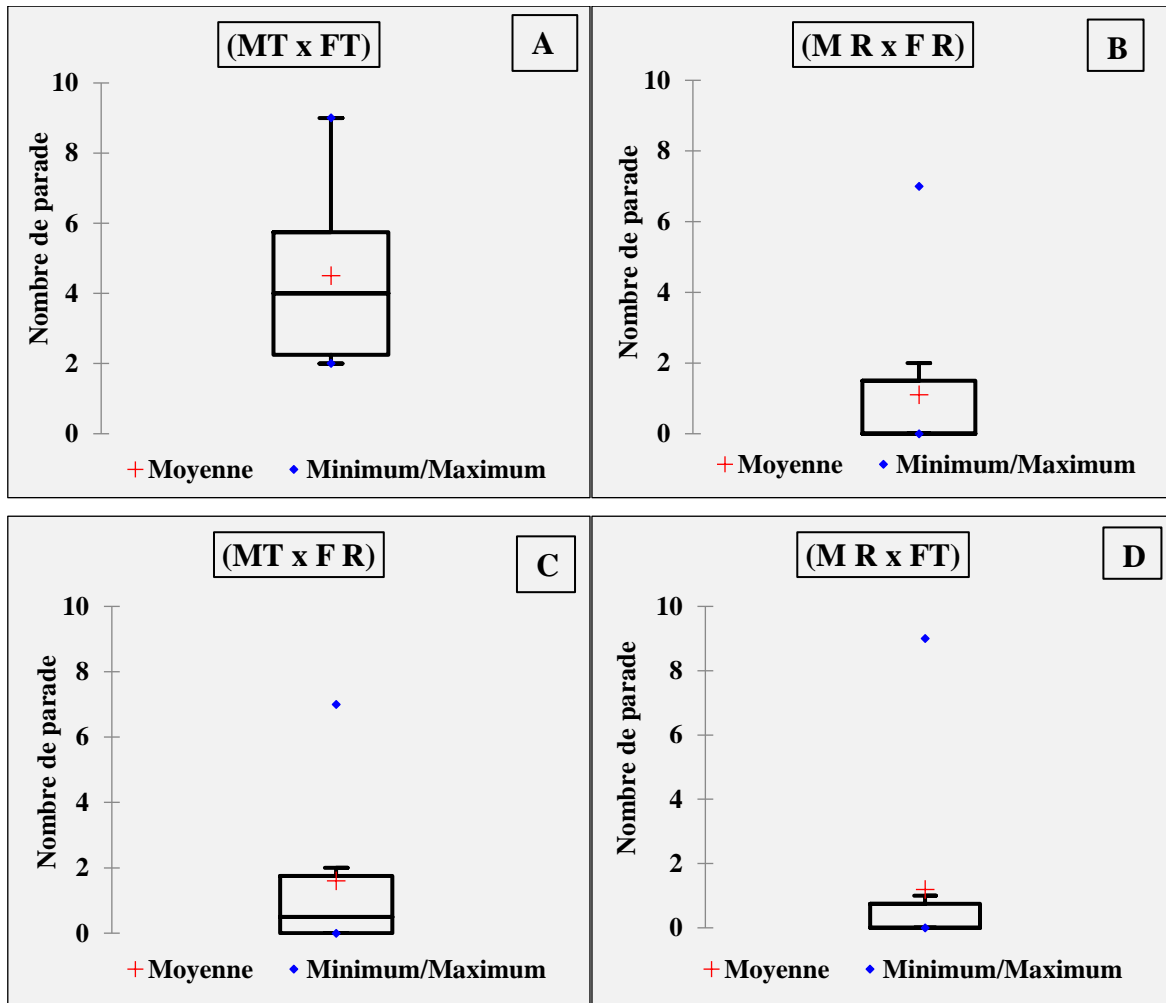 (MT x FT)
A
10
8
6
4
2
0
Nombre de parade
Moyenne
Minimum/Maximum
(M R x F R)
B
10
8
6
4
2
0
Nombre de parade
Moyenne
Minimum/Maximum
(MT x F R)
C
10
8
6
4
2
0
Nombre de parade
Moyenne
Minimum/Maximum
(M R x FT)
D
10
8
6
4
2
0
Nombre de parade
Moyenne
Minimum/Maximum